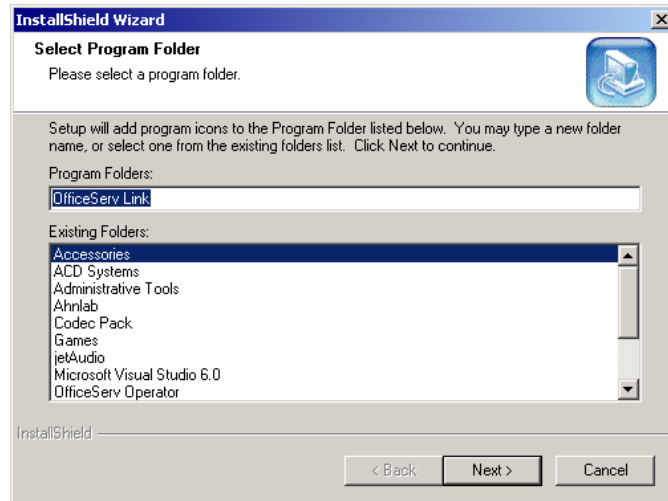 InstallShield Wizard
Select Program Folder
Please select a program folder.
Setup will add program icons to the Program Folder listed below. You may type a new folder
name, or select one from the existing folders list. Click Next to continue.
Program Folders:
OfficeServ Link
Existing Folders:
Accessories
ACD Systems
Administrative Tools
Ahnlab
Codec Pack
Games
jetAudio
Microsoft Visual Studio 6.0
OfficeServ Operator
InstallShield
< Back
Next >
Cancel